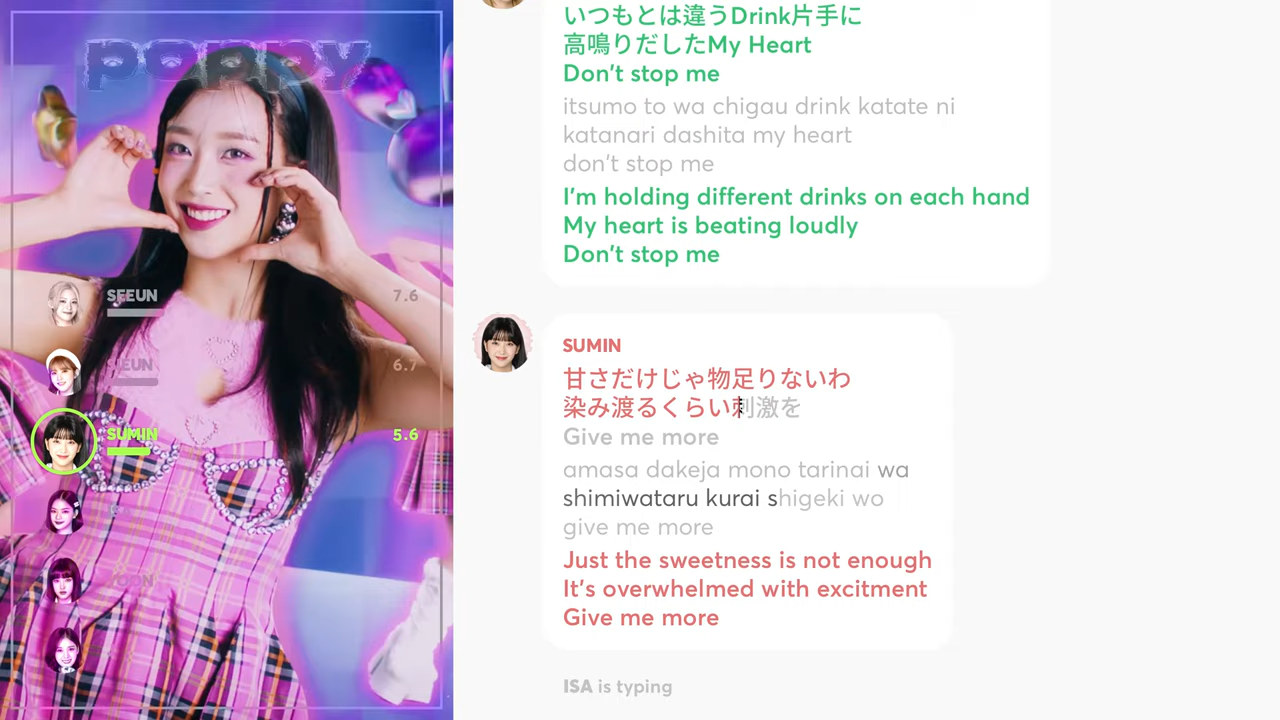 poppy
SEEUN
7.6
SIEUN
6.7
SUMIN
5.6
YOON
いつもとは違うDrink片手に
高鳴りだしたMy Heart
Don't stop me
itsumo to wa chigau drink katate ni
katanari dashita my heart
don't stop me
I'm holding different drinks on each hand
My heart is beating loudly
Don't stop me
SUMIN
甘さだけじゃ物足りないわ
染み渡るくらい刺激を
Give me more
amasa dakeja mono tarinai wa
shimiwataru kurai shigeki wo
give me more
Just the sweetness is not enough
It's overwhelmed with excitment
Give me more
ISA is typing